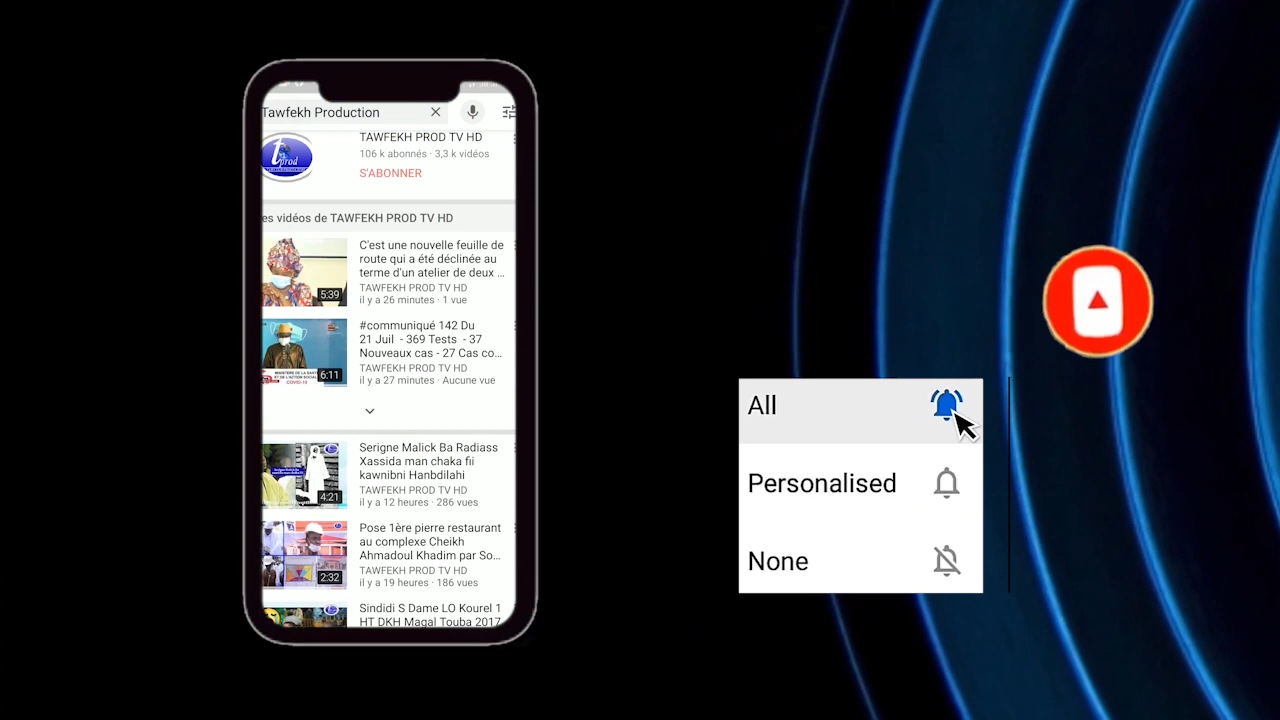 Tawfekh Production
TAWFEKH PROD TV HD
106 k abonnés · 3,3 k vidéos
S'ABONNER
tprod
es vidéos de TAWFEKH PROD TV HD
C'est une nouvelle feuille de
route qui a été déclinée au
terme d'un atelier de deux ...
TAWFEKH PROD TV HD
il y a 26 minutes · 1 vue
5:39
#communiqué 142 Du
21 Juil - 369 Tests - 37
Nouveaux cas - 27 Cas co...
TAWFEKH PROD TV HD
il y a 27 minutes · Aucune vue
6:11
Serigne Malick Ba Radiass
Xassida man chaka fii
kawnibni Hanbdilahi
TAWFEKH PROD TV HD
il y a 12 heures · 286 vues
4:21
Pose 1ère pierre restaurant
au complexe Cheikh
Ahmadoul Khadim par So...
TAWFEKH PROD TV HD
il y a 19 heures · 186 vues
2:32
Sindidi S Dame LO Kourel 1
HT DKH Magal Touba 2017
All
Personalised
None